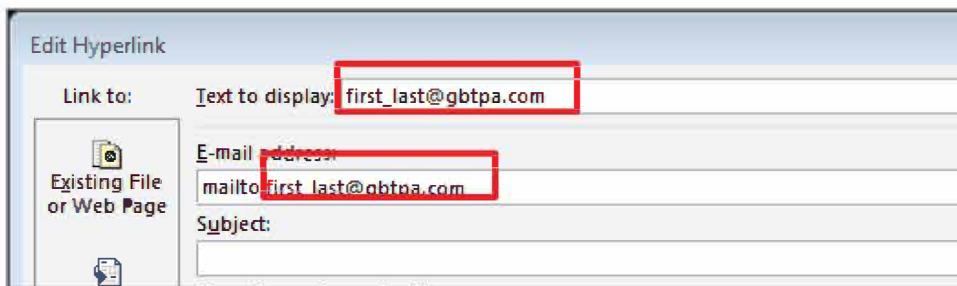 Edit Hyperlink
Link to:
Text to display: first_last@gbtpa.com
E-mail address:
Existing File
or Web Page
mailto:first_last@gbtpa.com
Subject: